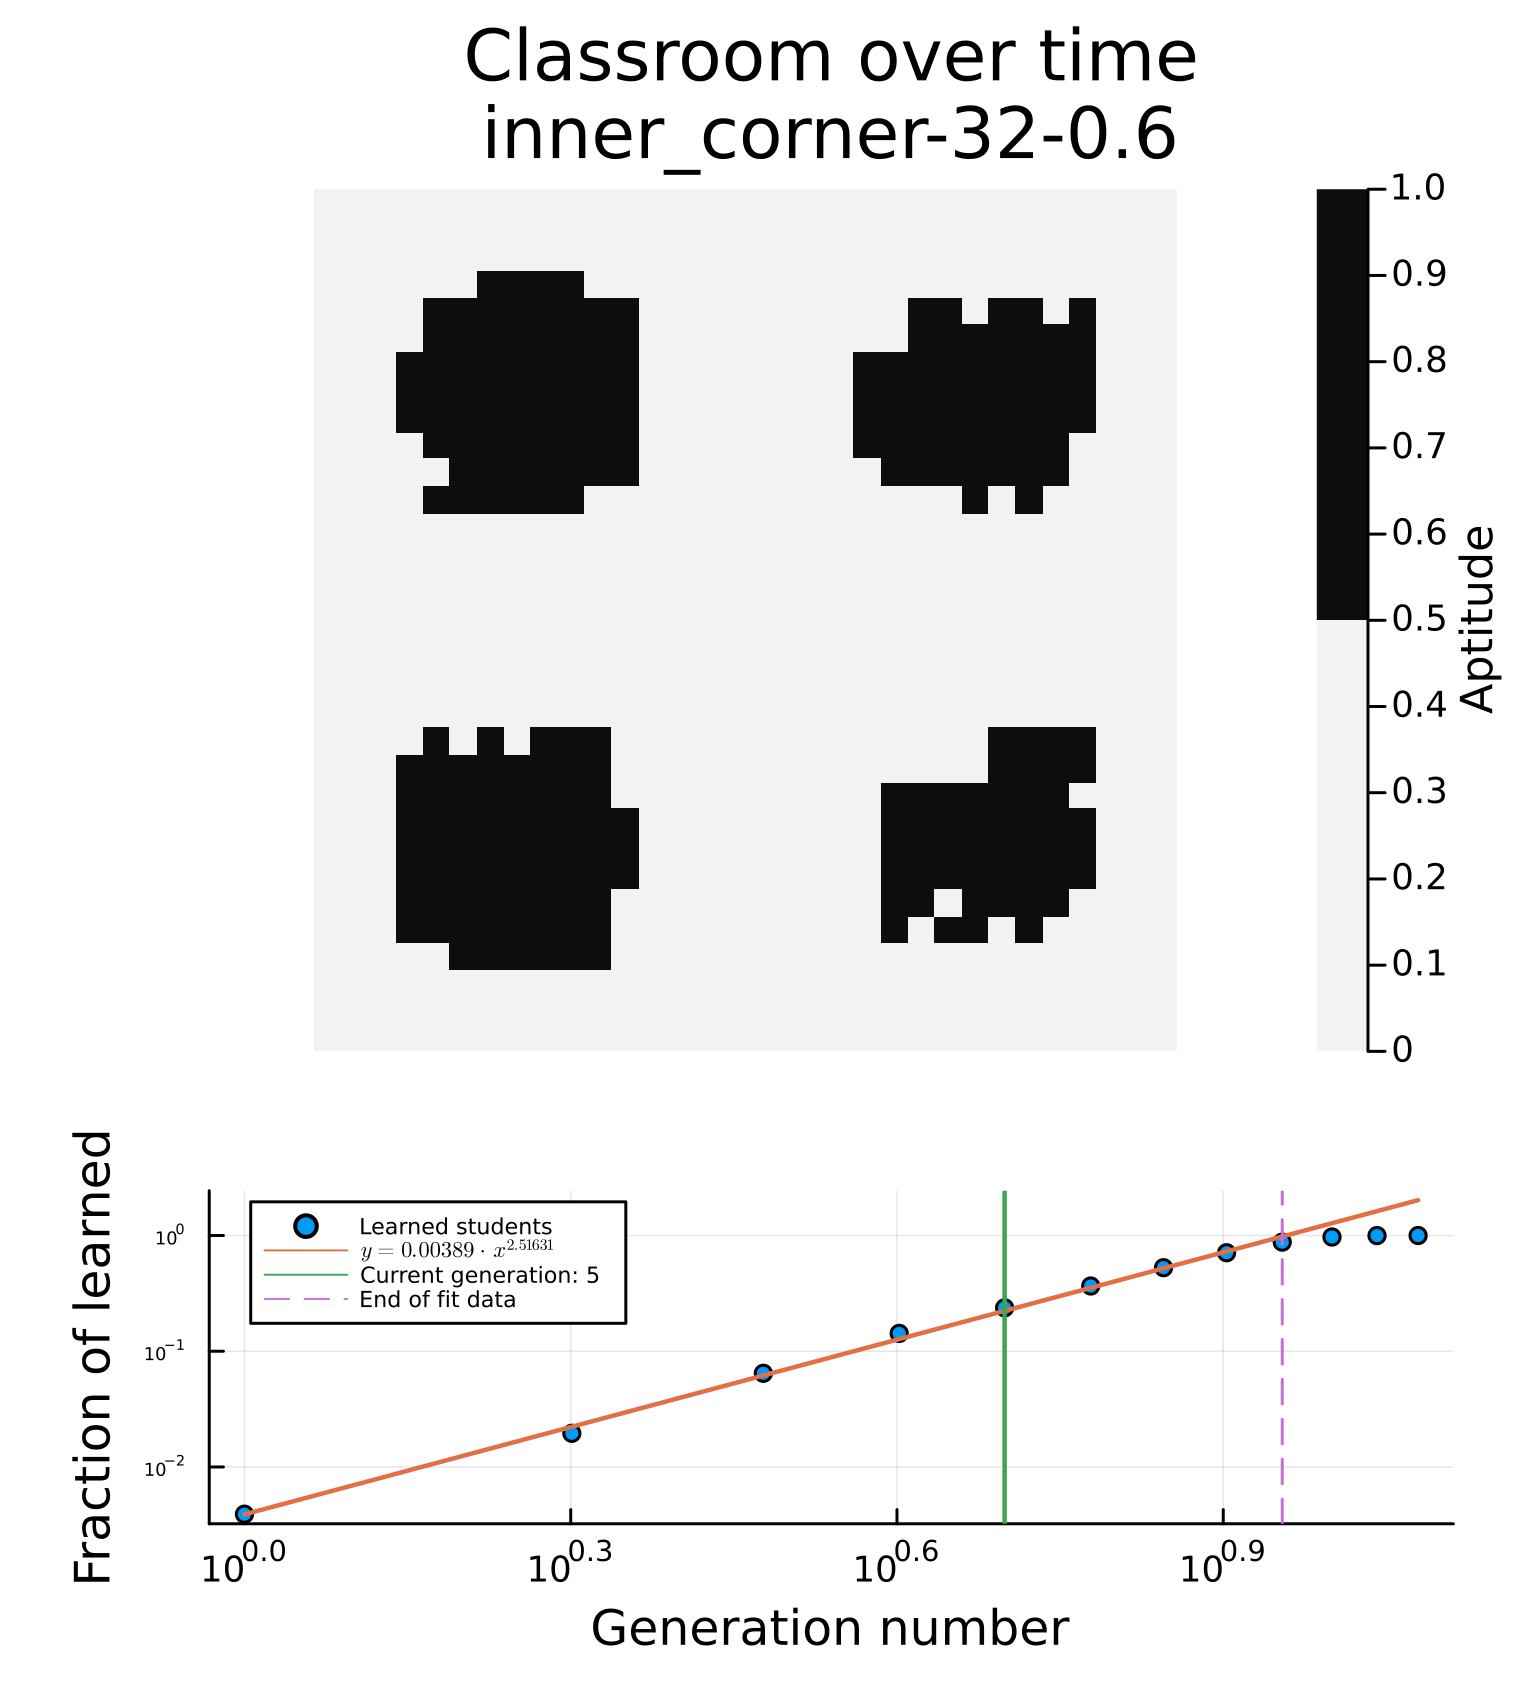 Classroom over time
inner_corner-32-0.6
1.0
0.9
0.8
0.7
0.6
0.5
0.4
0.3
0.2
0.1
0
Aptitude
Fraction of learned
10⁰
10⁻¹
10⁻²
Learned students
y = 0.00389 · x^2.51631
Current generation: 5
End of fit data
10^0.0
10^0.3
10^0.6
10^0.9
Generation number